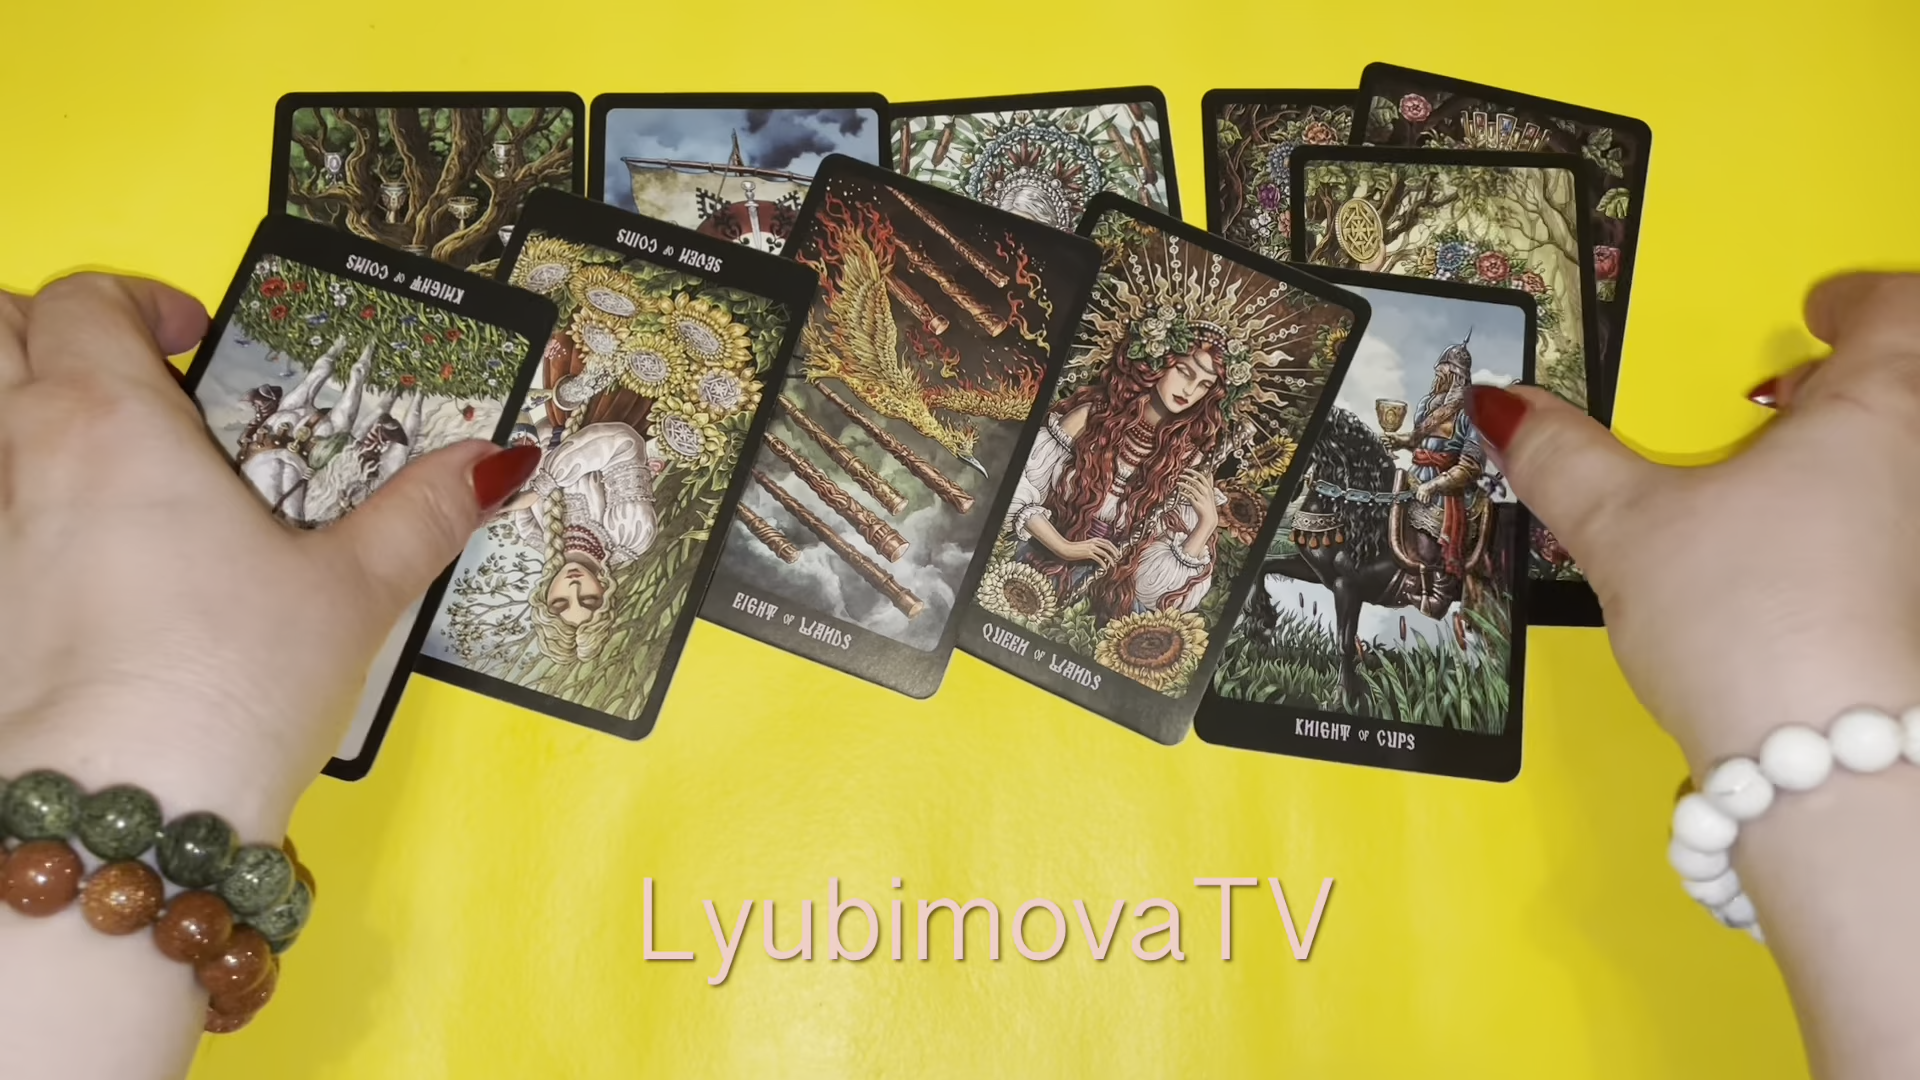 KNIGHT OF COINS
SEVEN OF COINS
EIGHT OF WANDS
QUEEN OF WANDS
KNIGHT OF CUPS
LyubimovaTV